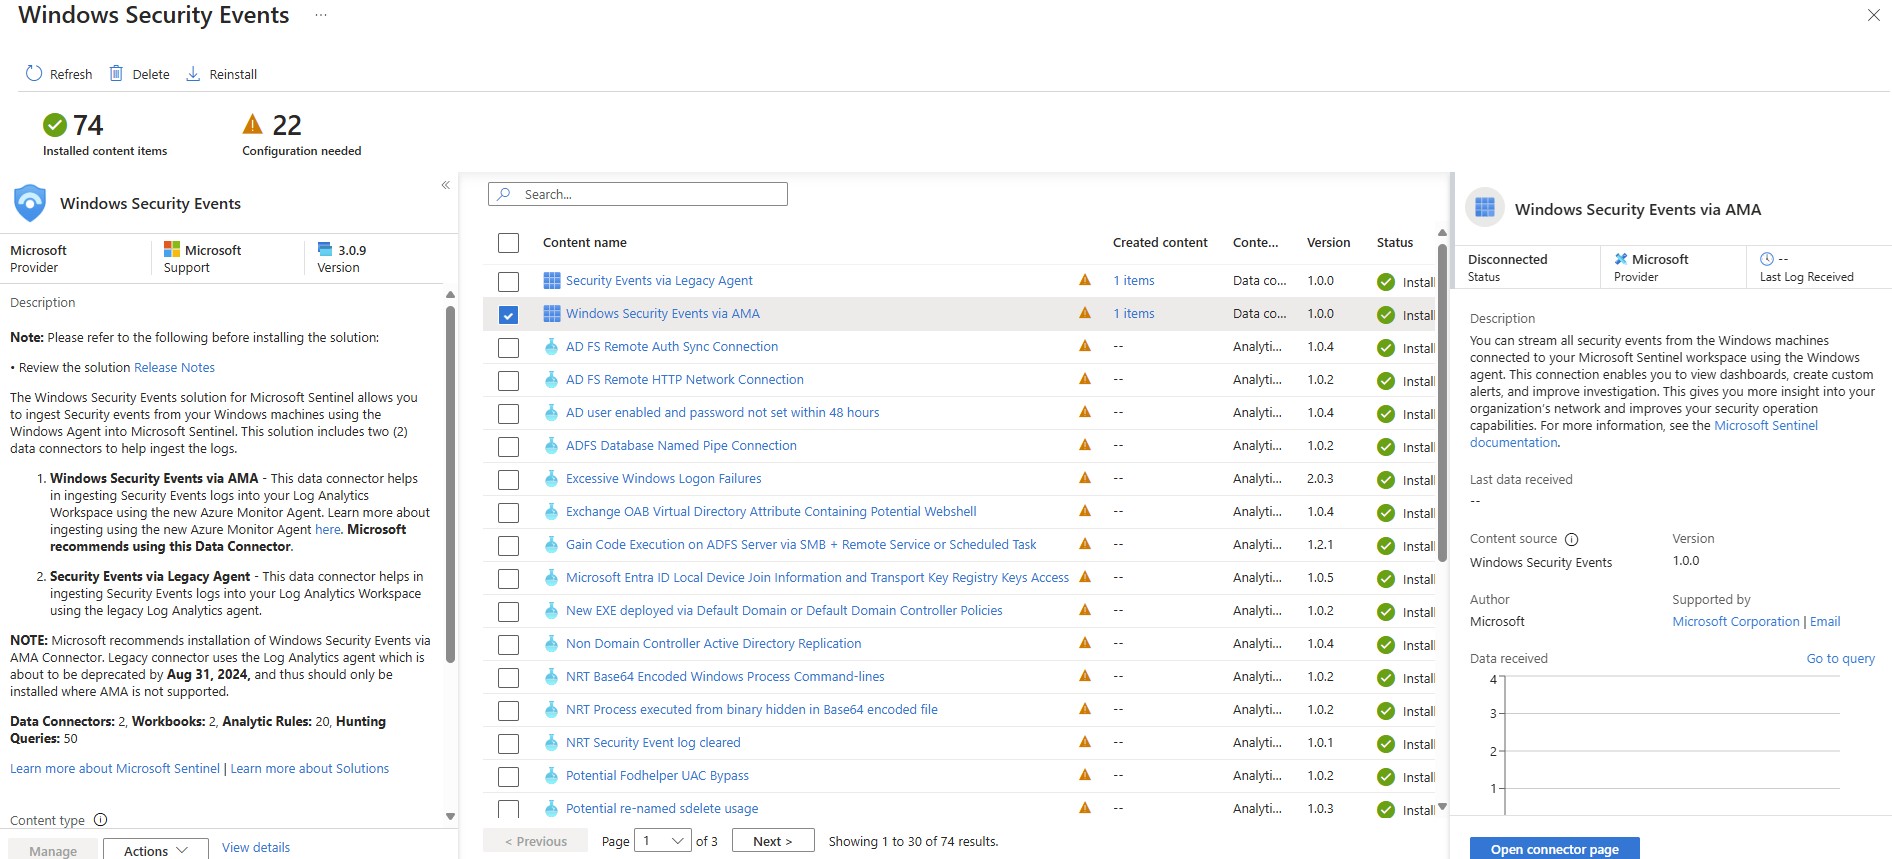 Windows Security Events ...
Refresh Delete Reinstall
74
Installed content items
22
Configuration needed
«
Windows Security Events
Microsoft
Provider
Microsoft
Support
3.0.9
Version
Description
Note: Please refer to the following before installing the solution:
• Review the solution Release Notes
The Windows Security Events solution for Microsoft Sentinel allows you
to ingest Security events from your Windows machines using the
Windows Agent into Microsoft Sentinel. This solution includes two (2)
data connectors to help ingest the logs.
1. Windows Security Events via AMA - This data connector helps
in ingesting Security Events logs into your Log Analytics
Workspace using the new Azure Monitor Agent. Learn more about
ingesting using the new Azure Monitor Agent here. Microsoft
recommends using this Data Connector.
2. Security Events via Legacy Agent - This data connector helps in
ingesting Security Events logs into your Log Analytics Workspace
using the legacy Log Analytics agent.
NOTE: Microsoft recommends installation of Windows Security Events via
AMA Connector. Legacy connector uses the Log Analytics agent which is
about to be deprecated by Aug 31, 2024, and thus should only be
installed where AMA is not supported.
Data Connectors: 2, Workbooks: 2, Analytic Rules: 20, Hunting
Queries: 50
Learn more about Microsoft Sentinel | Learn more about Solutions
Content type
Manage Actions View details
Search...
Content name Created content Conte... Version Status
Security Events via Legacy Agent 1 items Data co... 1.0.0 Install
Windows Security Events via AMA 1 items Data co... 1.0.0 Install
AD FS Remote Auth Sync Connection -- Analyti... 1.0.4 Install
AD FS Remote HTTP Network Connection -- Analyti... 1.0.2 Install
AD user enabled and password not set within 48 hours -- Analyti... 1.0.4 Install
ADFS Database Named Pipe Connection -- Analyti... 1.0.2 Install
Excessive Windows Logon Failures -- Analyti... 2.0.3 Install
Exchange OAB Virtual Directory Attribute Containing Potential Webshell -- Analyti... 1.0.4 Install
Gain Code Execution on ADFS Server via SMB + Remote Service or Scheduled Task -- Analyti... 1.2.1 Install
Microsoft Entra ID Local Device Join Information and Transport Key Registry Keys Access -- Analyti... 1.0.5 Install
New EXE deployed via Default Domain or Default Domain Controller Policies -- Analyti... 1.0.2 Install
Non Domain Controller Active Directory Replication -- Analyti... 1.0.4 Install
NRT Base64 Encoded Windows Process Command-lines -- Analyti... 1.0.2 Install
NRT Process executed from binary hidden in Base64 encoded file -- Analyti... 1.0.2 Install
NRT Security Event log cleared -- Analyti... 1.0.1 Install
Potential Fodhelper UAC Bypass -- Analyti... 1.0.2 Install
Potential re-named sdelete usage -- Analyti... 1.0.3 Install
< Previous Page 1 of 3 Next > Showing 1 to 30 of 74 results.
Windows Security Events via AMA
Disconnected
Status
Microsoft
Provider
--
Last Log Received
Description
You can stream all security events from the Windows machines
connected to your Microsoft Sentinel workspace using the Windows
agent. This connection enables you to view dashboards, create custom
alerts, and improve investigation. This gives you more insight into your
organization's network and improves your security operation
capabilities. For more information, see the Microsoft Sentinel
documentation.
Last data received
--
Content source Version
Windows Security Events 1.0.0
Author Supported by
Microsoft Microsoft Corporation | Email
Data received Go to query
4
3
2
1
Open connector page